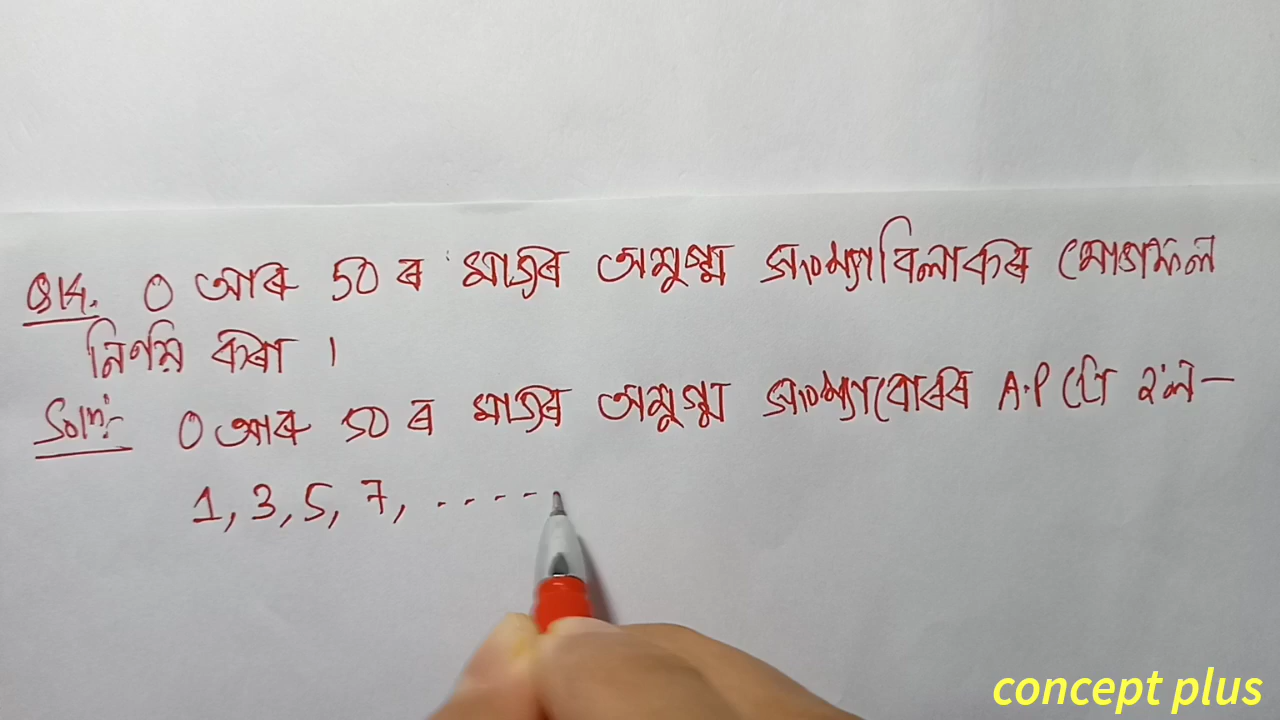 Q14. 0 আৰু 50 ৰ মাজৰ অযুগ্ম সংখ্যাবিলাকৰ যোগফল
নিৰ্ণয় কৰা ।
Solⁿ:- 0 আৰু 50 ৰ মাজৰ অযুগ্ম সংখ্যাবোৰৰ A.P টো হ'ল—
1, 3, 5, 7, . - - - -
concept plus